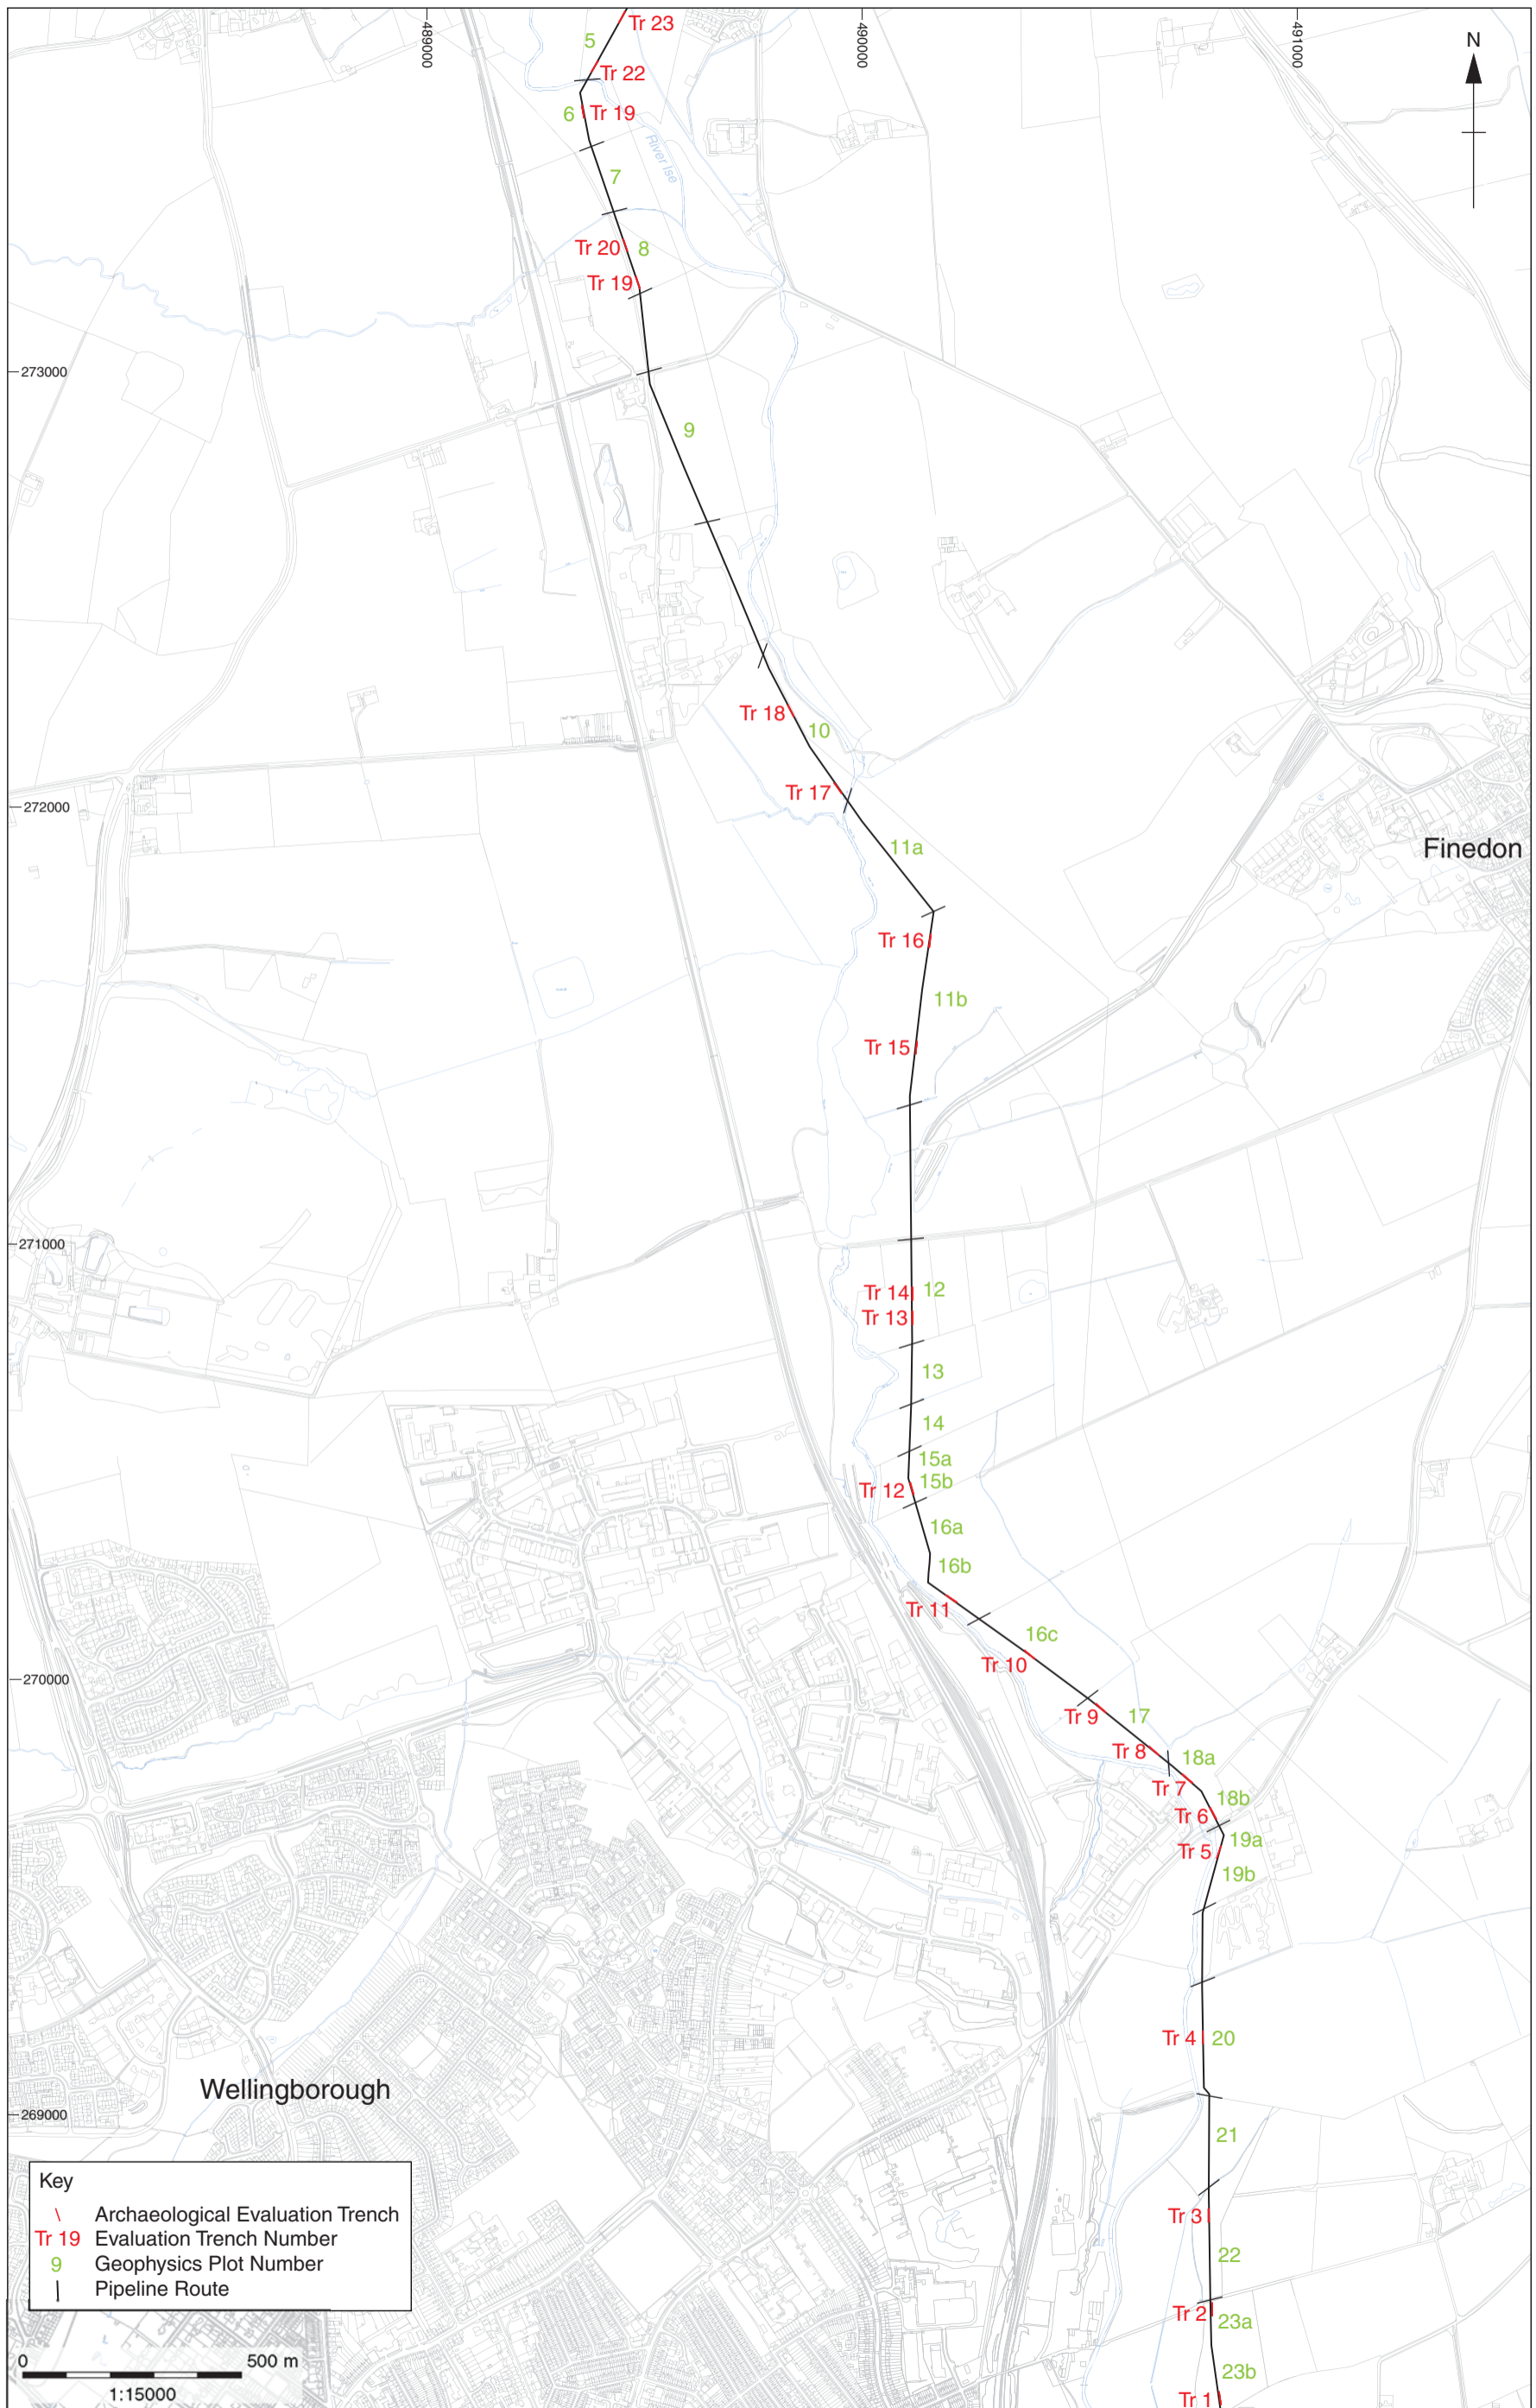 489000
490000
491000
N
Tr 23
5
Tr 22
6
Tr 19
River Ise
7
Tr 20
8
Tr 19
273000
9
Tr 18
10
Tr 17
272000
11a
Finedon
Tr 16
11b
Tr 15
271000
Tr 14
12
Tr 13
13
14
15a
15b
Tr 12
16a
16b
Tr 11
16c
Tr 10
270000
Tr 9
17
Tr 8
18a
Tr 7
18b
Tr 6
19a
Tr 5
19b
Tr 4
20
Wellingborough
269000
21
Tr 3
22
Tr 2
23a
23b
Tr 1
Key
Archaeological Evaluation Trench
Tr 19 Evaluation Trench Number
9 Geophysics Plot Number
Pipeline Route
0 500 m
1:15000